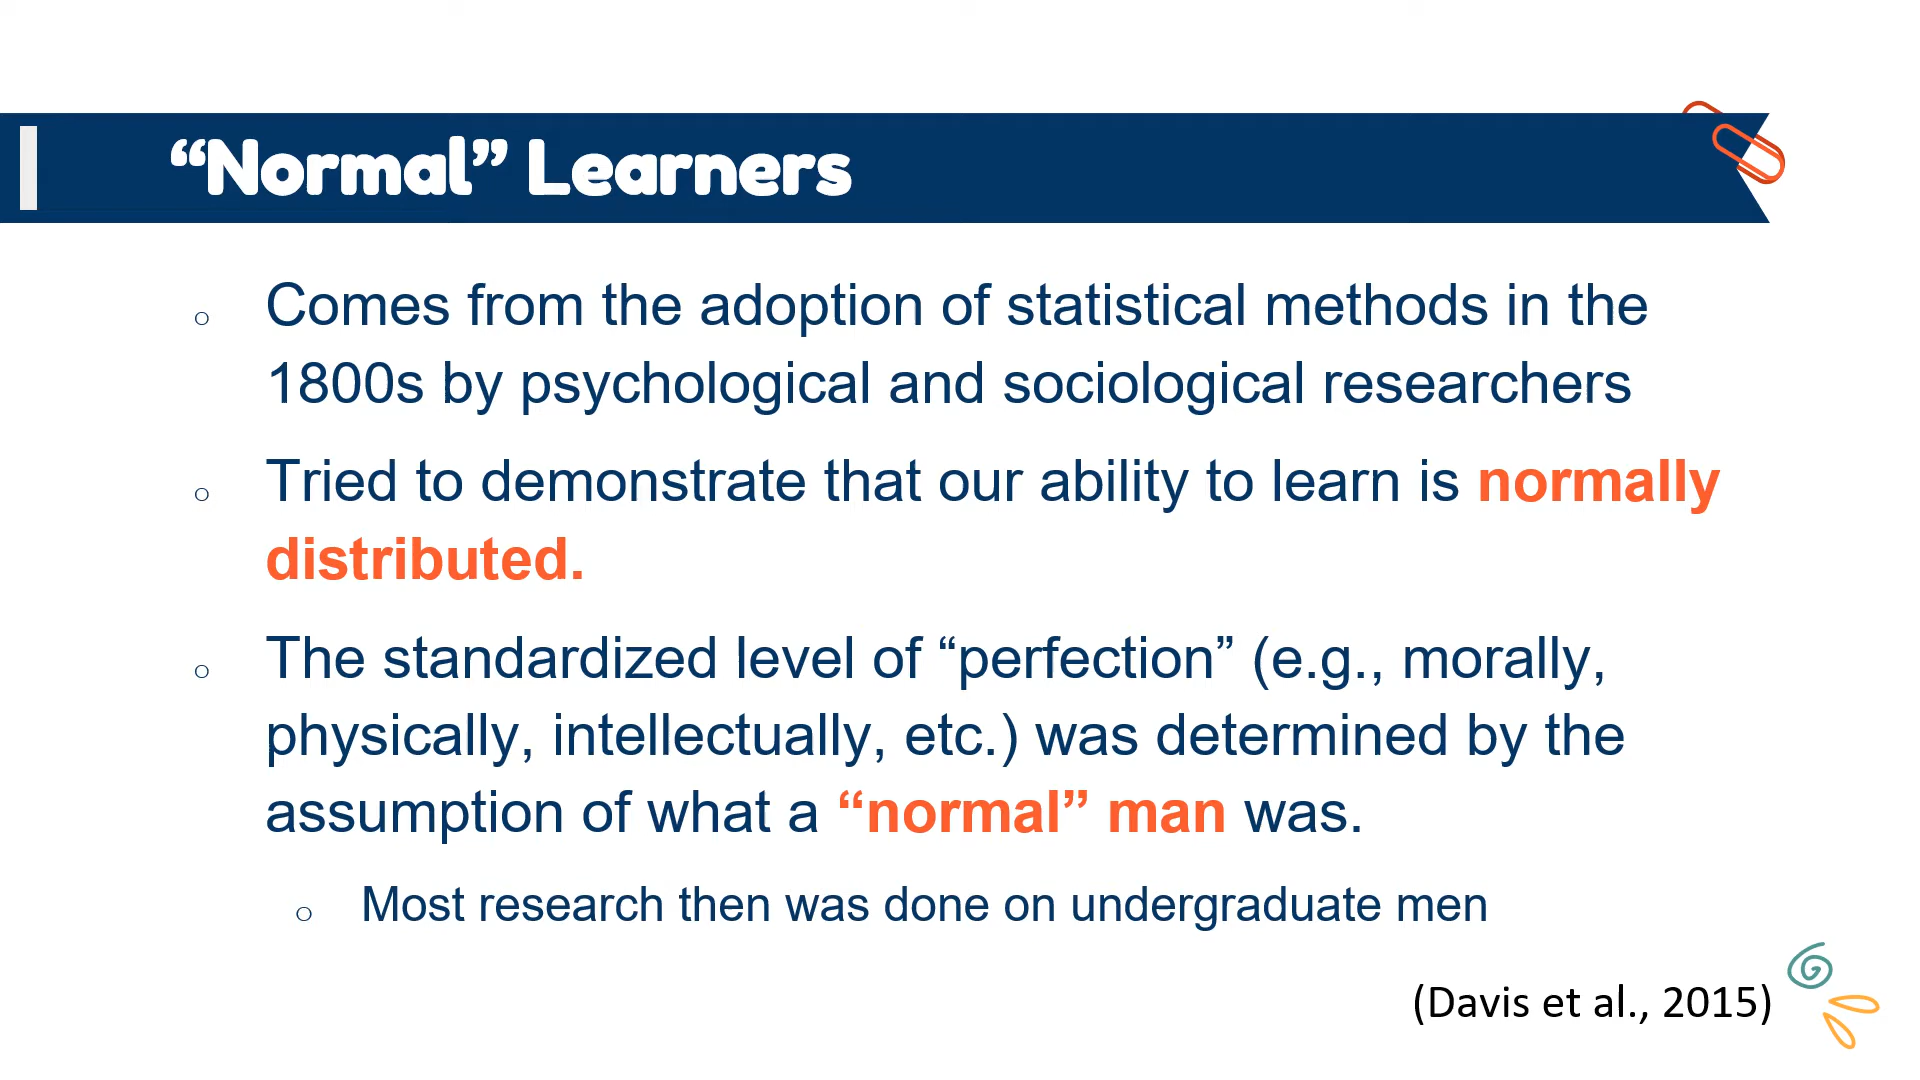 “Normal” Learners
Comes from the adoption of statistical methods in the
1800s by psychological and sociological researchers
Tried to demonstrate that our ability to learn is normally
distributed.
The standardized level of “perfection” (e.g., morally,
physically, intellectually, etc.) was determined by the
assumption of what a “normal” man was.
Most research then was done on undergraduate men
(Davis et al., 2015)